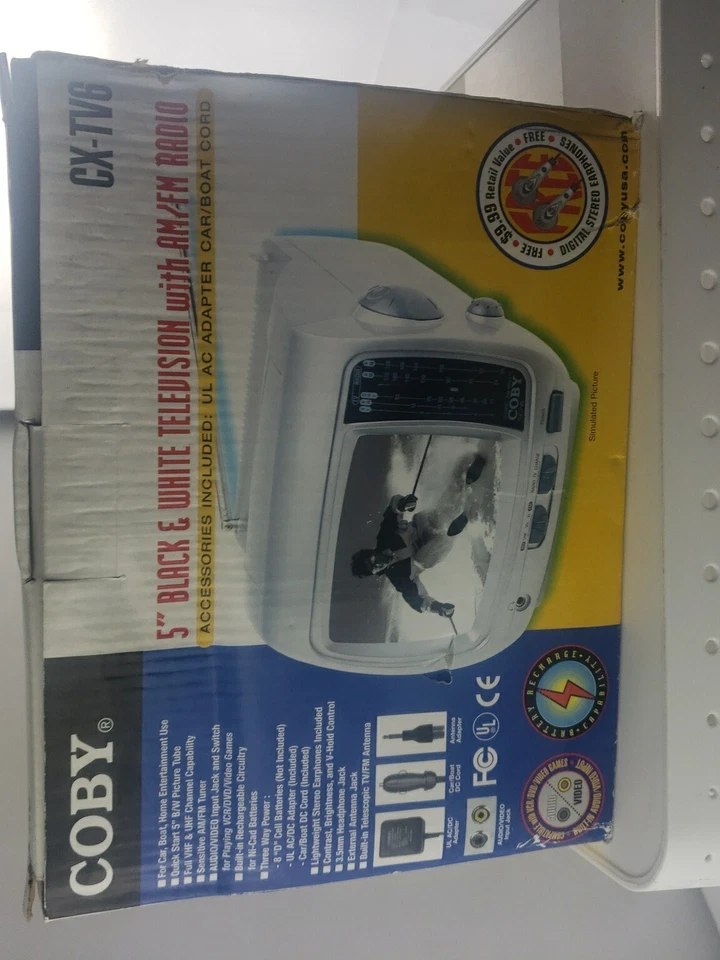 COBY®
CX-TV6
5" BLACK & WHITE TELEVISION with AM/FM RADIO
ACCESSORIES INCLUDED: UL AC ADAPTER CAR/BOAT CORD
■ For Car, Boat, Home Entertainment Use
■ Quick Start 5" B/W Picture Tube
■ Full VHF & UHF Channel Capability
■ Sensitive AM/FM Tuner
■ AUDIO/VIDEO Input Jack and Switch
for Playing VCR/DVD/Video Games
■ Built-in Rechargeable Circuitry
for Ni-Cad Batteries
■ Three Way Power :
- 8 "D" Cell Batteries (Not Included)
- UL AC/DC Adapter (Included)
- Car/Boat DC Cord (Included)
■ Lightweight Stereo Earphones Included
■ Contrast, Brightness, and V-Hold Control
■ 3.5mm Headphone Jack
■ External Antenna Jack
■ Built-in Telescopic TV/FM Antenna
UL AC/DC
Adapter
Car/Boat
DC Cord
Antenna
Adapter
AUDIO/VIDEO
Input Jack
FC UL CE
VIDEO
BATTERY RECHARGE
CAPABILITY
COBY
Simulated Picture
$9.99 Retail Value • FREE •
DIGITAL STEREO EARPHONES
• FREE •
www.cobyusa.com